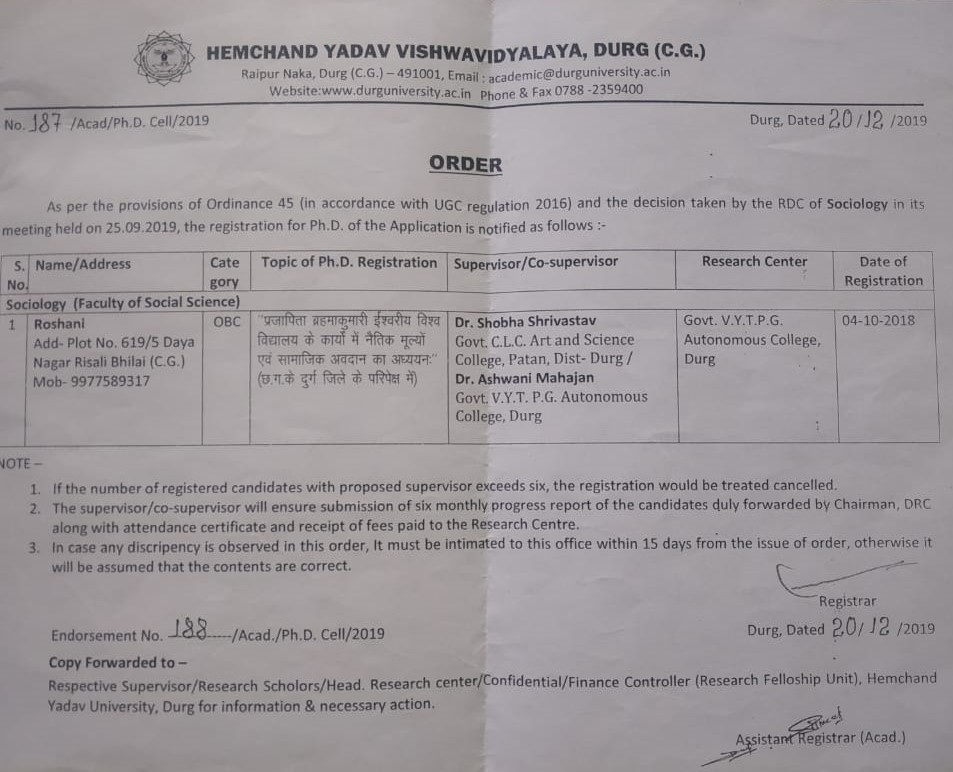 HEMCHAND YADAV VISHWAVIDYALAYA, DURG (C.G.)
Raipur Naka, Durg (C.G.) – 491001, Email : academic@durguniversity.ac.in
Website:www.durguniversity.ac.in Phone & Fax 0788 -2359400
No. 187 /Acad/Ph.D. Cell/2019
Durg, Dated 20/12 /2019
ORDER
As per the provisions of Ordinance 45 (in accordance with UGC regulation 2016) and the decision taken by the RDC of Sociology in its
meeting held on 25.09.2019, the registration for Ph.D. of the Application is notified as follows :-
S. No. Name/Address Cate gory Topic of Ph.D. Registration Supervisor/Co-supervisor Research Center Date of Registration
Sociology (Faculty of Social Science)
1 Roshani OBC "प्रजापिता ब्रहमाकुमारी ईश्वरीय विश्व Dr. Shobha Shrivastav Govt. V.Y.T.P.G. 04-10-2018
Add- Plot No. 619/5 Daya विद्यालय के कार्यो में नैतिक मूल्यों Govt. C.L.C. Art and Science Autonomous College,
Nagar Risali Bhilai (C.G.) एवं सामाजिक अवदान का अध्ययनः" College, Patan, Dist- Durg / Durg
Mob- 9977589317 (छ.ग.के दुर्ग जिले के परिपेक्ष में) Dr. Ashwani Mahajan
Govt. V.Y.T. P.G. Autonomous
College, Durg
NOTE –
1. If the number of registered candidates with proposed supervisor exceeds six, the registration would be treated cancelled.
2. The supervisor/co-supervisor will ensure submission of six monthly progress report of the candidates duly forwarded by Chairman, DRC
along with attendance certificate and receipt of fees paid to the Research Centre.
3. In case any discripency is observed in this order, It must be intimated to this office within 15 days from the issue of order, otherwise it
will be assumed that the contents are correct.
Registrar
Endorsement No. 188-----/Acad./Ph.D. Cell/2019
Durg, Dated 20/ 12 /2019
Copy Forwarded to –
Respective Supervisor/Research Scholors/Head. Research center/Confidential/Finance Controller (Research Felloship Unit), Hemchand
Yadav University, Durg for information & necessary action.
Assistant Registrar (Acad.)